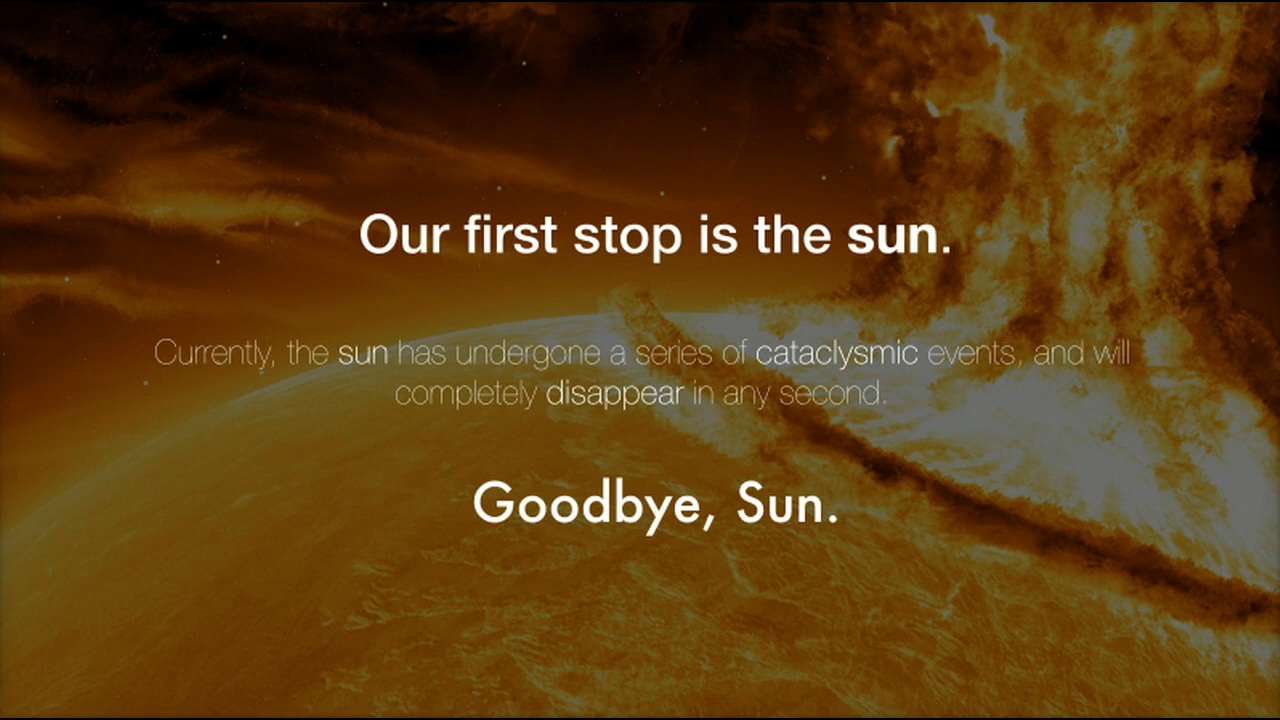 Our first stop is the sun.
Currently, the sun has undergone a series of cataclysmic events, and will
completely disappear in any second.
Goodbye, Sun.